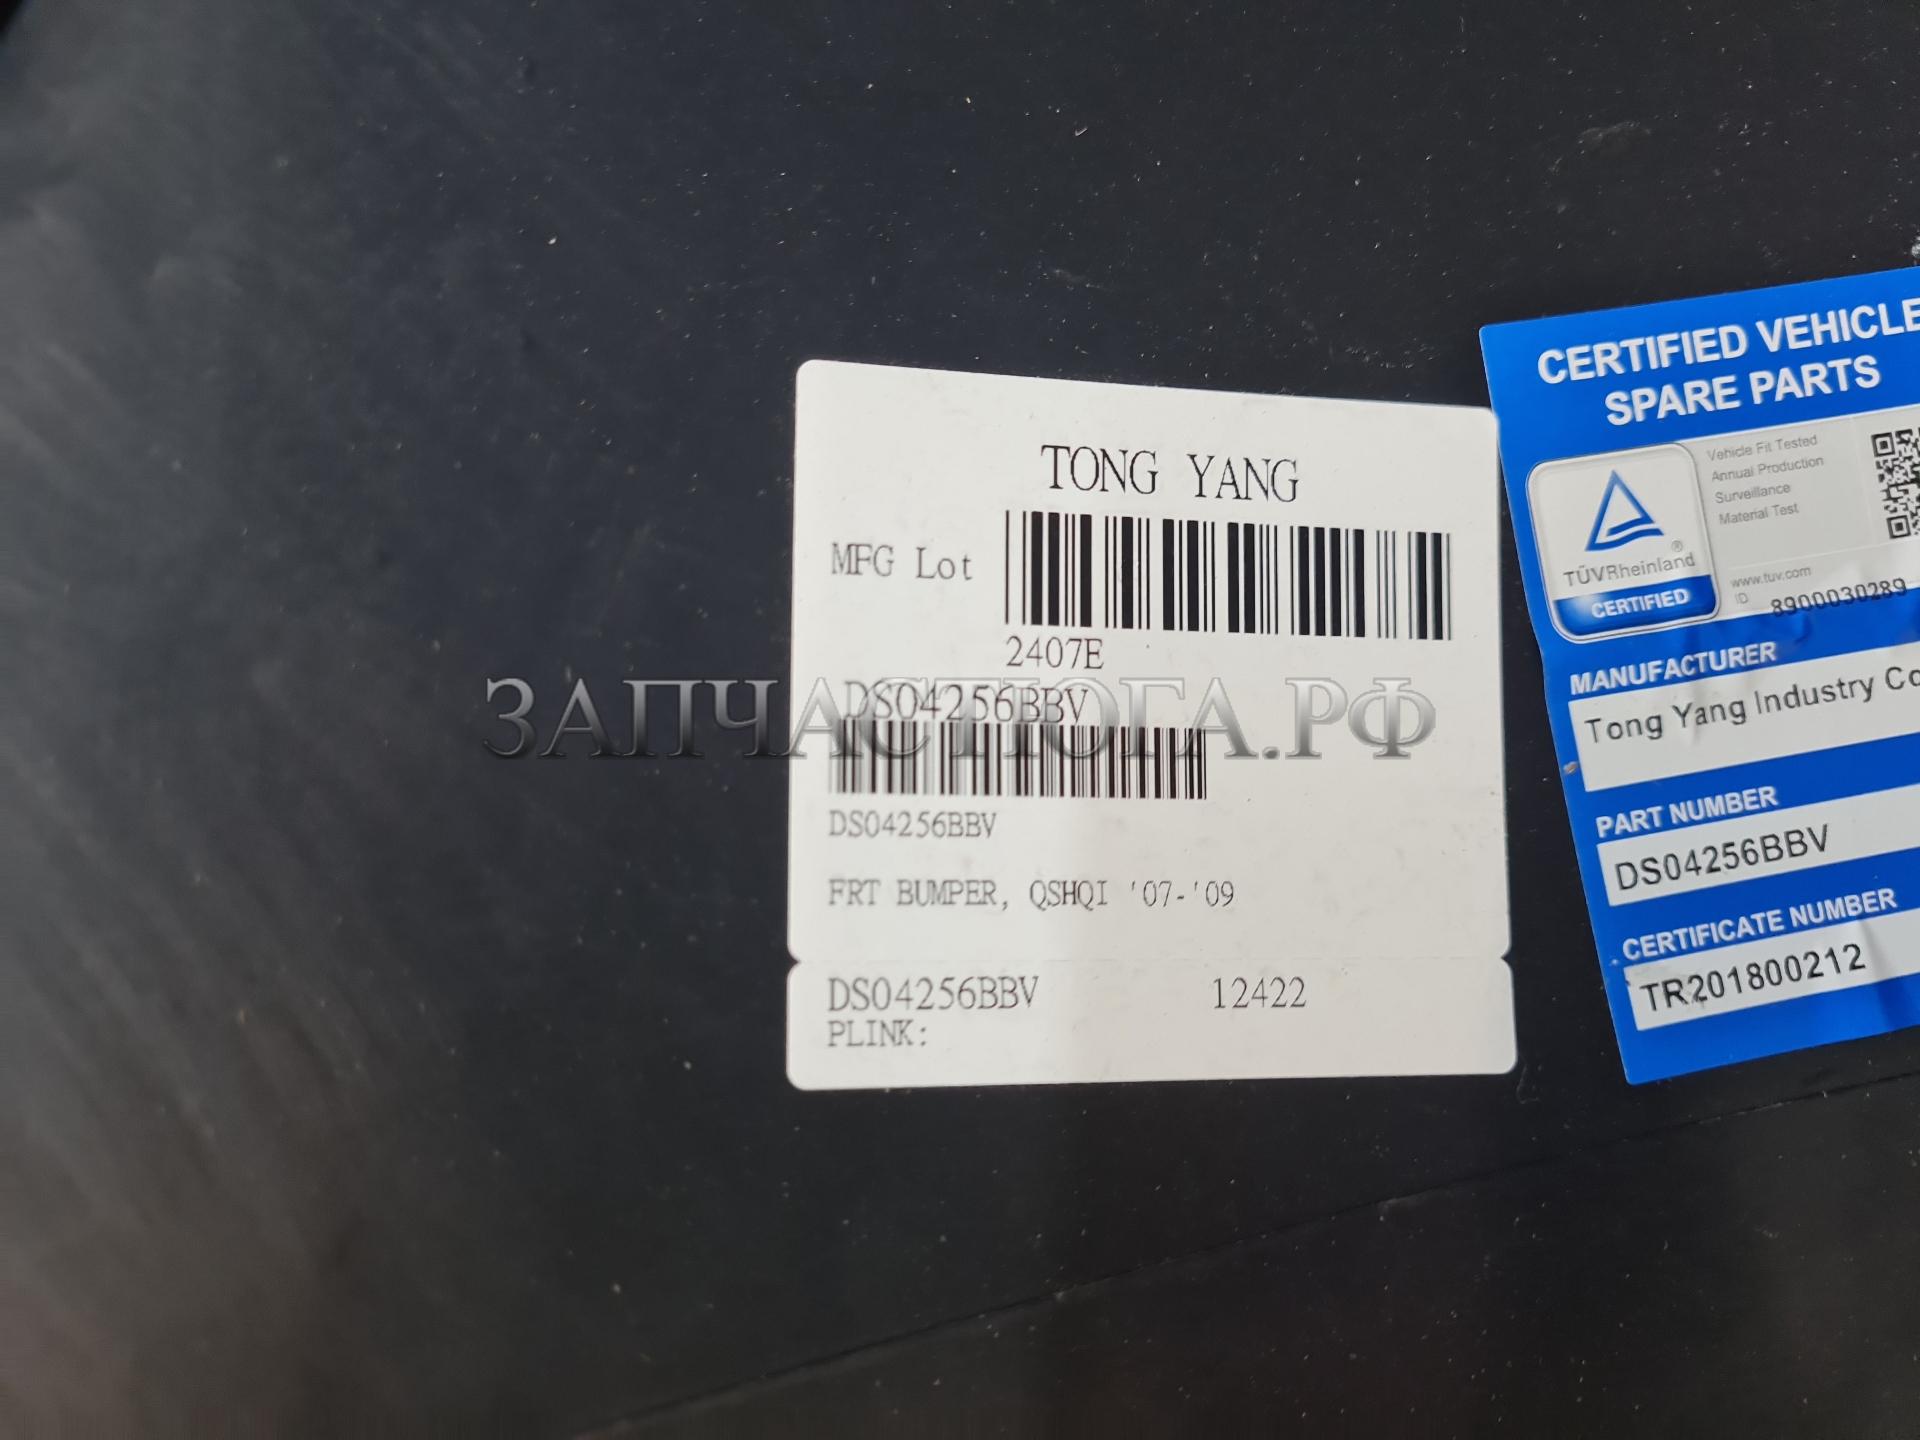 TONG YANG
MFG Lot
2407E
DS04256BBV
DS04256BBV
FRT BUMPER, QSHQI '07-'09
DS04256BBV 12422
PLINK:
ЗАПЧАСТЮГА.РФ
CERTIFIED VEHICLE
SPARE PARTS
Vehicle Fit Tested
Annual Production
Surveillance
Material Test
®
TÜVRheinland
CERTIFIED
www.tuv.com
ID 8900030289
MANUFACTURER
Tong Yang Industry Co
PART NUMBER
DS04256BBV
CERTIFICATE NUMBER
TR201800212